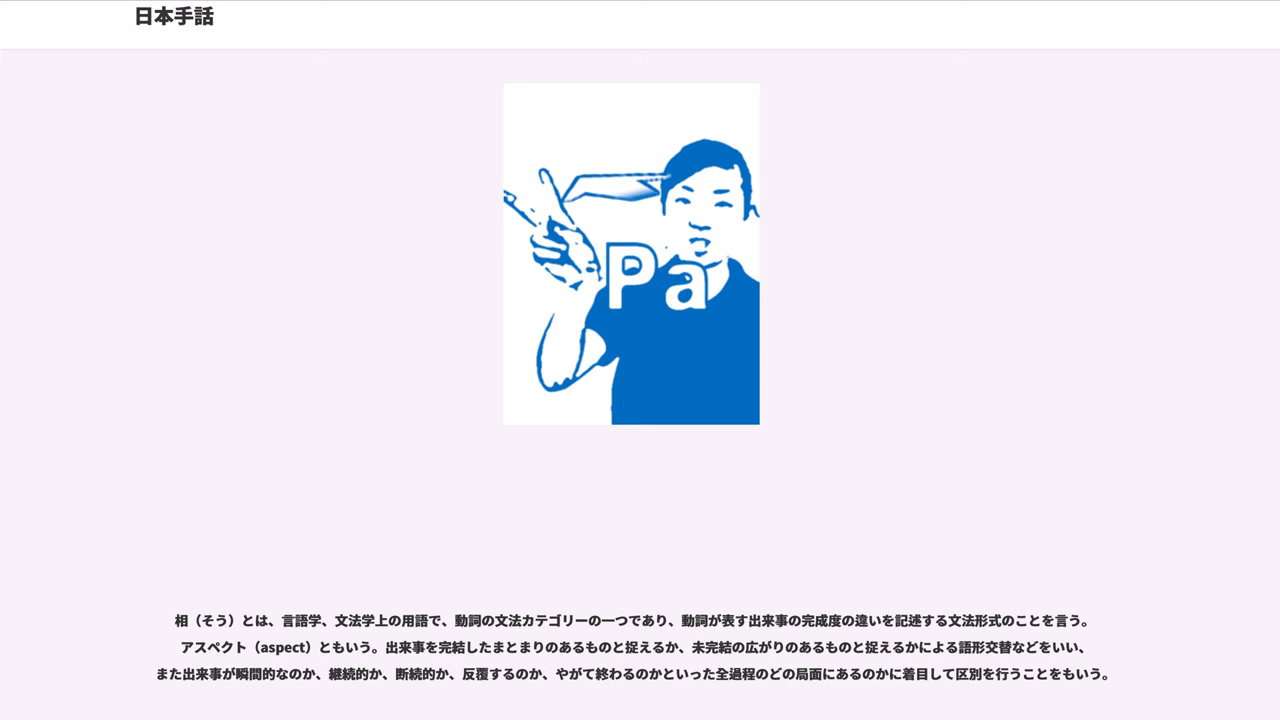 日本手話
Pa
相（そう）とは、言語学、文法学上の用語で、動詞の文法カテゴリーの一つであり、動詞が表す出来事の完成度の違いを記述する文法形式のことを言う。
アスペクト（aspect）ともいう。出来事を完結したまとまりのあるものと捉えるか、未完結の広がりのあるものと捉えるかによる語形交替などをいい、
また出来事が瞬間的なのか、継続的か、断続的か、反覆するのか、やがて終わるのかといった全過程のどの局面にあるのかに着目して区別を行うことをもいう。